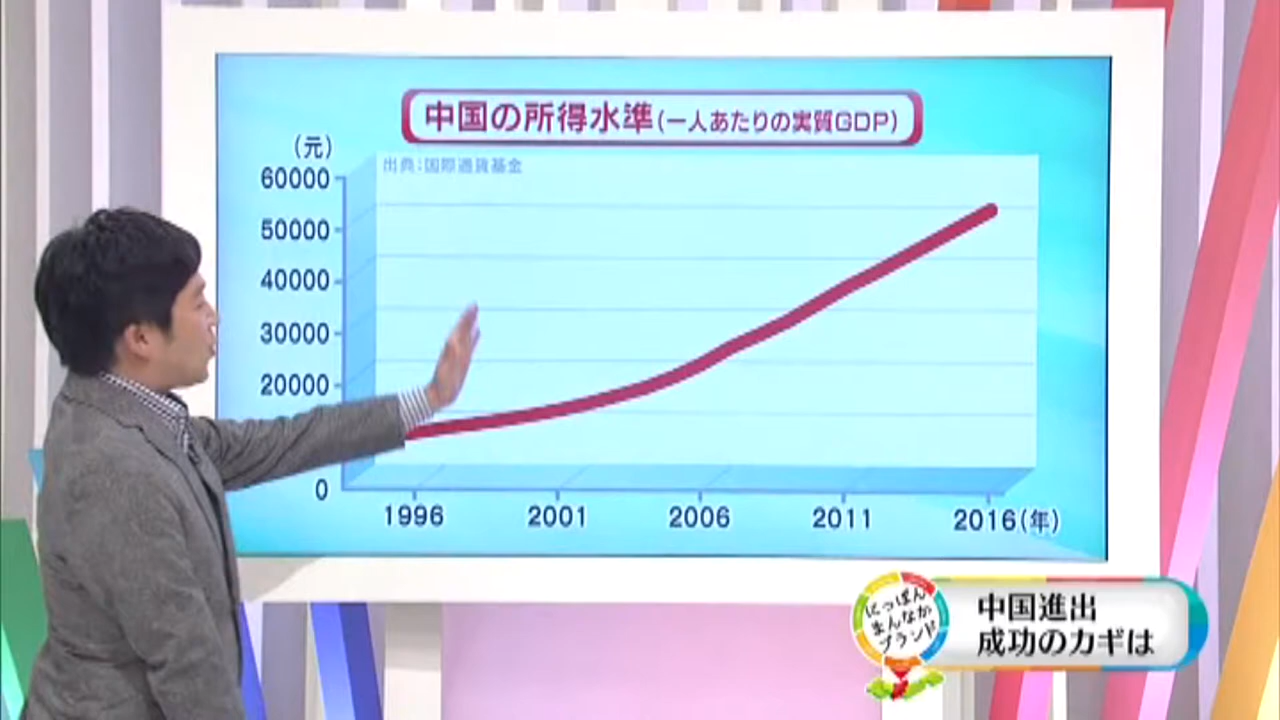 中国の所得水準(一人あたりの実質GDP)
(元)
出典:国際通貨基金
60000
50000
40000
30000
20000
0
1996 2001 2006 2011 2016(年)
にっぽん
まんなか
ブランド
中国進出
成功のカギは